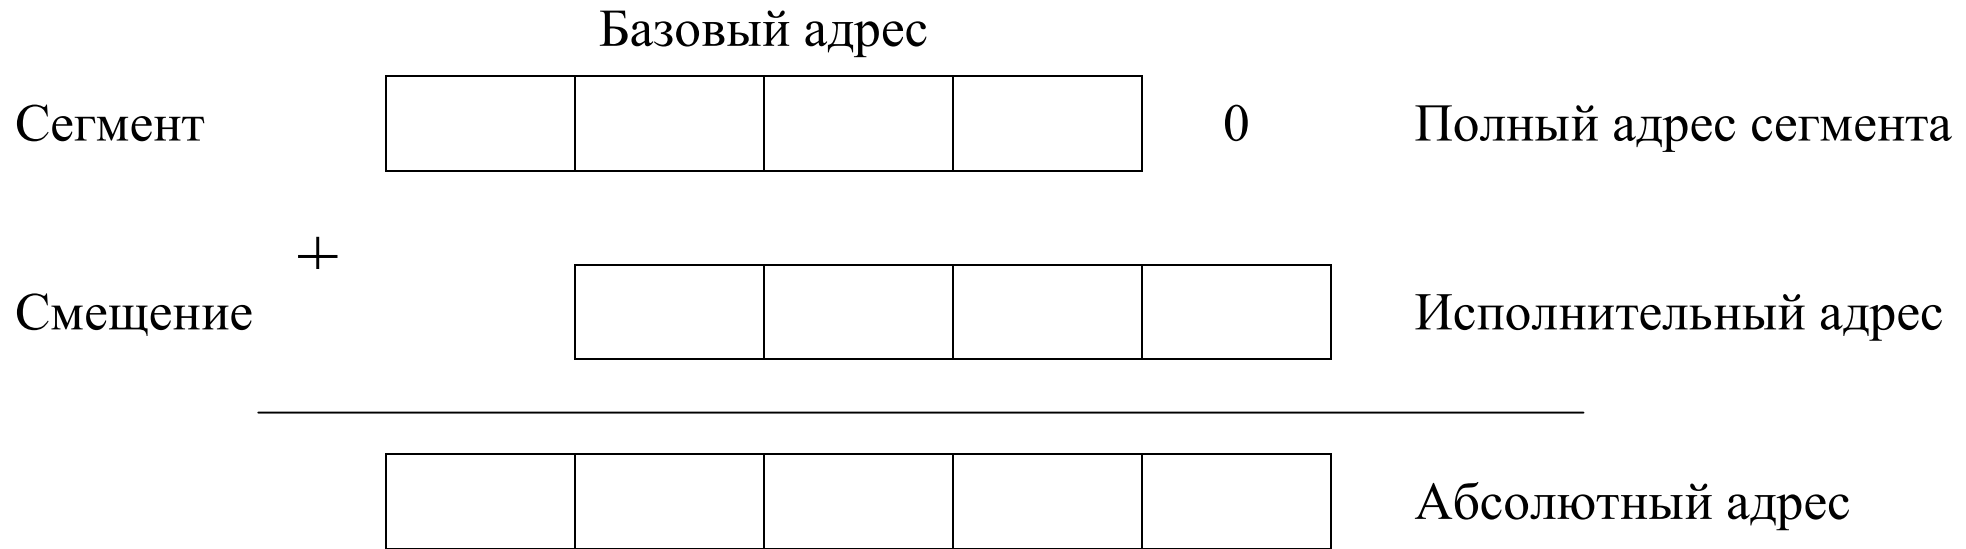 Базовый адрес
Сегмент 0 Полный адрес сегмента
+
Смещение Исполнительный адрес
Абсолютный адрес